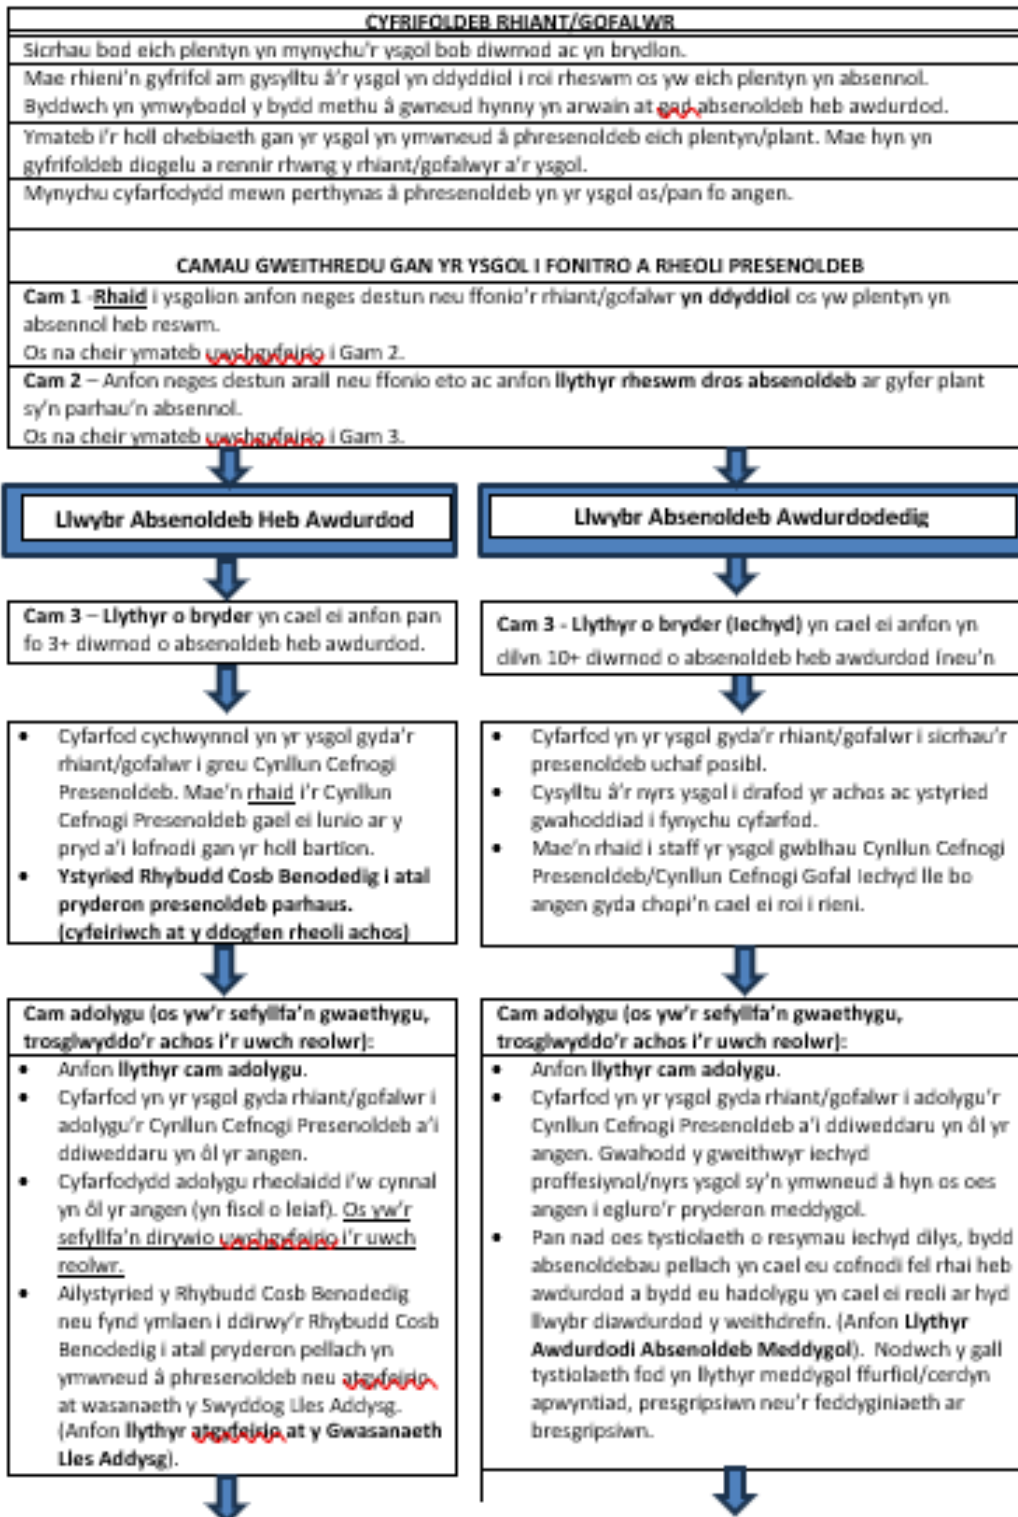 CYFRIFOLDEB RHIANT/GOFALWR
Sicrhau bod eich plentyn yn mynychu'r ysgol bob diwrnod ac yn brydlon.
Mae rhieni'n gyfrifol am gysylltu â'r ysgol yn ddyddiol i roi rheswm os yw eich plentyn yn absennol.
Byddwch yn ymwybodol y bydd methu â gwneud hynny yn arwain at god absenoldeb heb awdurdod.
Ymateb i'r holl ohebiaeth gan yr ysgol yn ymwneud â phresenoldeb eich plentyn/plant. Mae hyn yn
gyfrifoldeb diogelu a rennir rhwng y rhiant/gofalwyr a'r ysgol.
Mynychu cyfarfodydd mewn perthynas â phresenoldeb yn yr ysgol os/pan fo angen.
CAMAU GWEITHREDU GAN YR YSGOL I FONITRO A RHEOLI PRESENOLDEB
Cam 1 -Rhaid i ysgolion anfon neges destun neu ffonio'r rhiant/gofalwr yn ddyddiol os yw plentyn yn
absennol heb reswm.
Os na cheir ymateb uwchgyfeirio i Gam 2.
Cam 2 – Anfon neges destun arall neu ffonio eto ac anfon llythyr rheswm dros absenoldeb ar gyfer plant
sy'n parhau'n absennol.
Os na cheir ymateb uwchgyfeirio i Gam 3.
Llwybr Absenoldeb Heb Awdurdod
Cam 3 – Llythyr o bryder yn cael ei anfon pan
fo 3+ diwrnod o absenoldeb heb awdurdod.
• Cyfarfod cychwynnol yn yr ysgol gyda'r
rhiant/gofalwr i greu Cynllun Cefnogi
Presenoldeb. Mae'n rhaid i'r Cynllun
Cefnogi Presenoldeb gael ei lunio ar y
pryd a'i lofnodi gan yr holl bartion.
• Ystyried Rhybudd Cosb Benodedig i atal
pryderon presenoldeb parhaus.
(cyfeiriwch at y ddogfen rheoli achos)
Cam adolygu (os yw'r sefyllfa'n gwaethygu,
trosglwyddo'r achos i'r uwch reolwr):
• Anfon llythyr cam adolygu.
• Cyfarfod yn yr ysgol gyda rhiant/gofalwr i
adolygu'r Cynllun Cefnogi Presenoldeb a'i
ddiweddaru yn ôl yr angen.
• Cyfarfodydd adolygu rheolaidd i'w cynnal
yn ôl yr angen (yn fisol o leiaf). Os yw'r
sefyllfa'n dirywio uwchgyfeirio i'r uwch
reolwr.
• Ailystyried y Rhybudd Cosb Benodedig
neu fynd ymlaen i ddirwy'r Rhybudd Cosb
Benodedig i atal pryderon pellach yn
ymwneud â phresenoldeb neu atgyfeirio
at wasanaeth y Swyddog Lles Addysg.
(Anfon llythyr atgyfeirio at y Gwasanaeth
Lles Addysg).
Llwybr Absenoldeb Awdurdodedig
Cam 3 - Llythyr o bryder (Iechyd) yn cael ei anfon yn
dilyn 10+ diwrnod o absenoldeb heb awdurdod (neu'n
• Cyfarfod yn yr ysgol gyda'r rhiant/gofalwr i sicrhau'r
presenoldeb uchaf posibl.
• Cysylltu â'r nyrs ysgol i drafod yr achos ac ystyried
gwahoddiad i fynychu cyfarfod.
• Mae'n rhaid i staff yr ysgol gwblhau Cynllun Cefnogi
Presenoldeb/Cynllun Cefnogi Gofal Iechyd lle bo
angen gyda chopi'n cael ei roi i rieni.
Cam adolygu (os yw'r sefyllfa'n gwaethygu,
trosglwyddo'r achos i'r uwch reolwr):
• Anfon llythyr cam adolygu.
• Cyfarfod yn yr ysgol gyda rhiant/gofalwr i adolygu'r
Cynllun Cefnogi Presenoldeb a'i ddiweddaru yn ôl yr
angen. Gwahodd y gweithwyr iechyd
proffesiynol/nyrs ysgol sy'n ymwneud â hyn os oes
angen i egluro'r pryderon meddygol.
• Pan nad oes tystiolaeth o resymau iechyd dilys, bydd
absenoldebau pellach yn cael eu cofnodi fel rhai heb
awdurdod a bydd eu hadolygu yn cael ei reoli ar hyd
llwybr diawdurdod y weithdrefn. (Anfon Llythyr
Awdurdodi Absenoldeb Meddygol). Nodwch y gall
tystiolaeth fod yn llythyr meddygol ffurfiol/cerdyn
apwyntiad, presgripsiwn neu'r feddyginiaeth ar
bresgripsiwn.